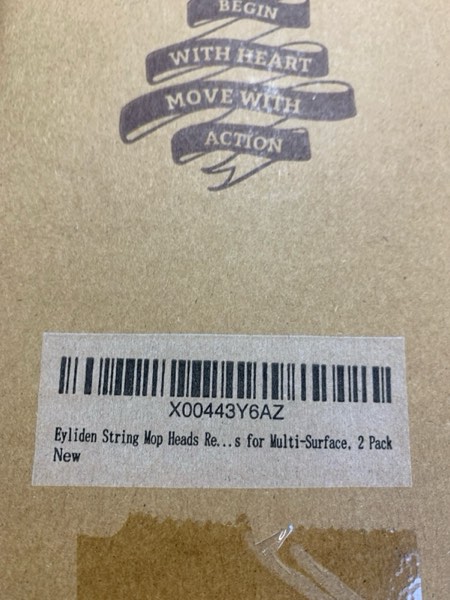 BEGIN
WITH HEART
MOVE WITH
ACTION
X00443Y6AZ
Eyliden String Mop Heads Re...s for Multi-Surface, 2 Pack
New